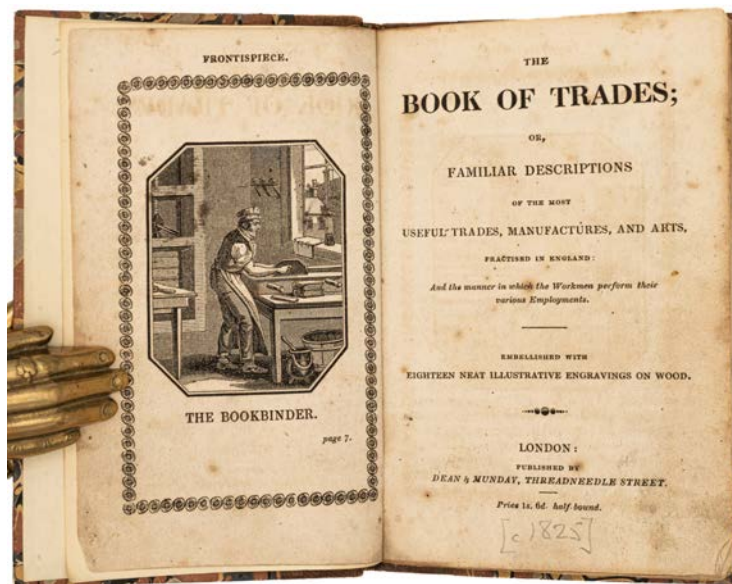 FRONTISPIECE.
THE BOOKBINDER.
page 7.
THE
BOOK OF TRADES;
OR,
FAMILIAR DESCRIPTIONS
OF THE MOST
USEFUL TRADES, MANUFACTURES, AND ARTS,
PRACTISED IN ENGLAND:
And the manner in which the Workmen perform their
various Employments.
EMBELLISHED WITH
EIGHTEEN NEAT ILLUSTRATIVE ENGRAVINGS ON WOOD.
LONDON:
PUBLISHED BY
DEAN & MUNDAY, THREADNEEDLE STREET.
Price 1s. 6d. half-bound.
[c 1825]